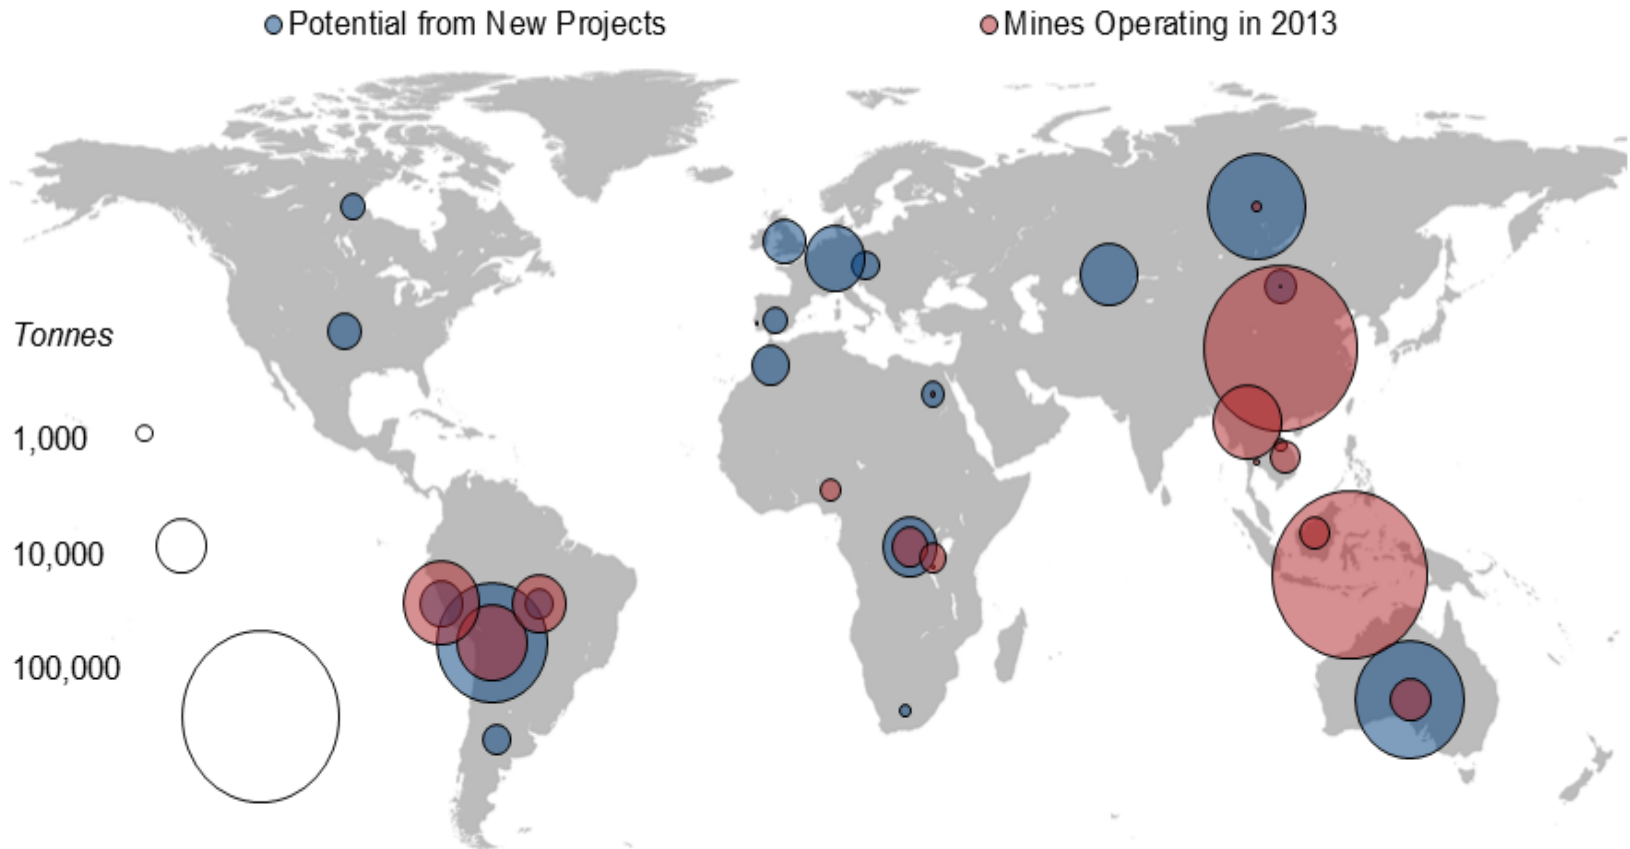 Potential from New Projects
Mines Operating in 2013
Tonnes
1,000
10,000
100,000